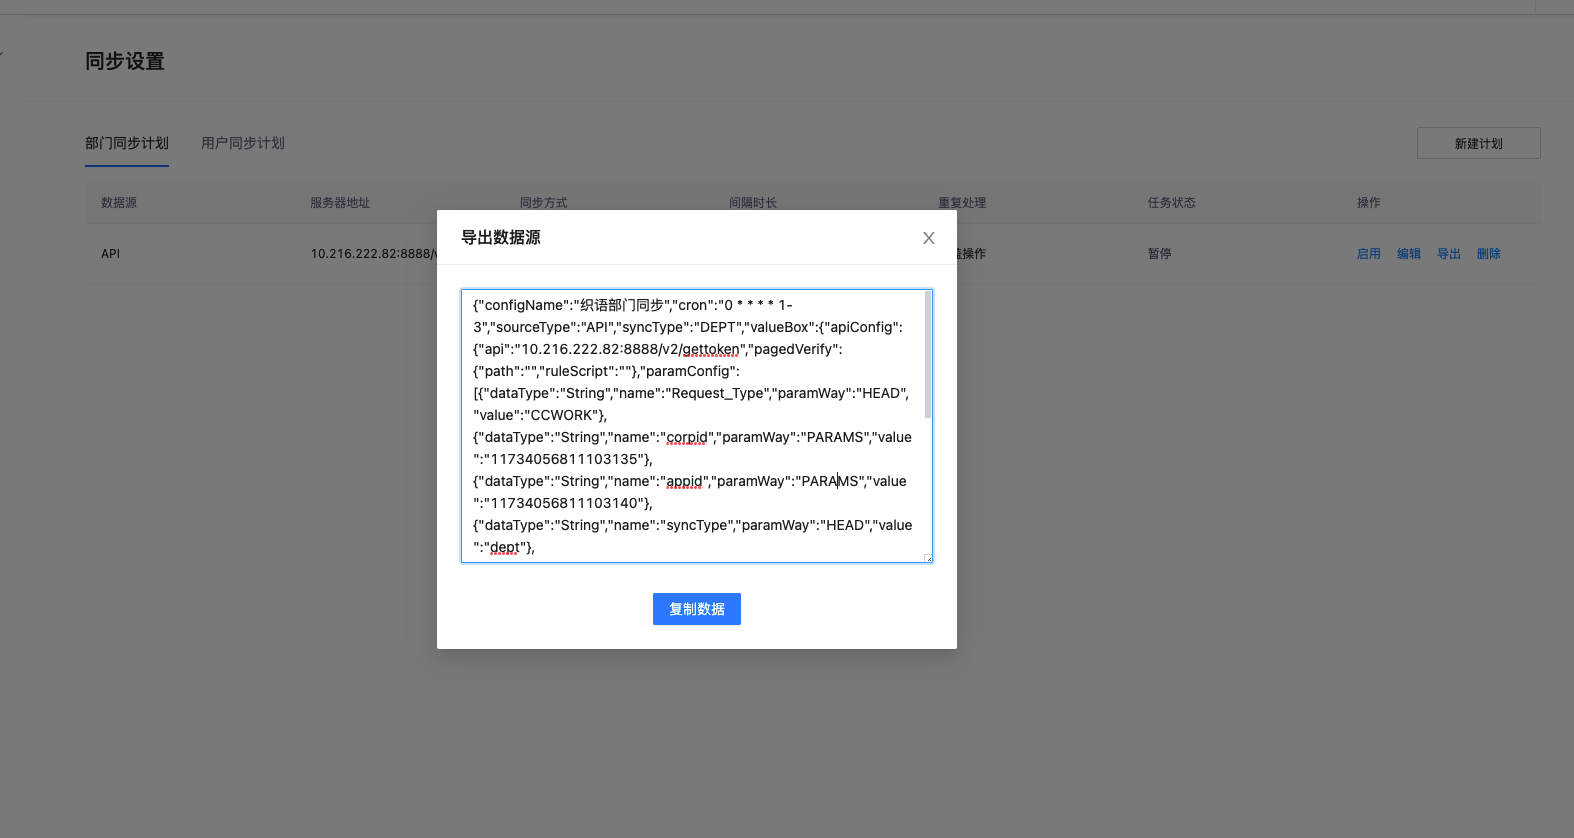 同步设置
部门同步计划 用户同步计划 新建计划
数据源 服务器地址 同步方式 间隔时长 重复处理 任务状态 操作
API 10.216.222.82:8888/ 操作 暂停 启用 编辑 导出 删除
导出数据源
{"configName":"织语部门同步","cron":"0 * * * * 1-
3","sourceType":"API","syncType":"DEPT","valueBox":{"apiConfig":
{"api":"10.216.222.82:8888/v2/gettoken","pagedVerify":
{"path":"","ruleScript":""},"paramConfig":
[{"dataType":"String","name":"Request_Type","paramWay":"HEAD",
"value":"CCWORK"},
{"dataType":"String","name":"corpid","paramWay":"PARAMS","value
":"11734056811103135"},
{"dataType":"String","name":"appid","paramWay":"PARAMS","value
":"11734056811103140"},
{"dataType":"String","name":"syncType","paramWay":"HEAD","value
":"dept"},
复制数据